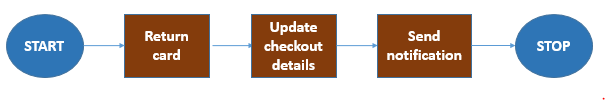 START
Return
card
Update
checkout
details
Send
notification
STOP